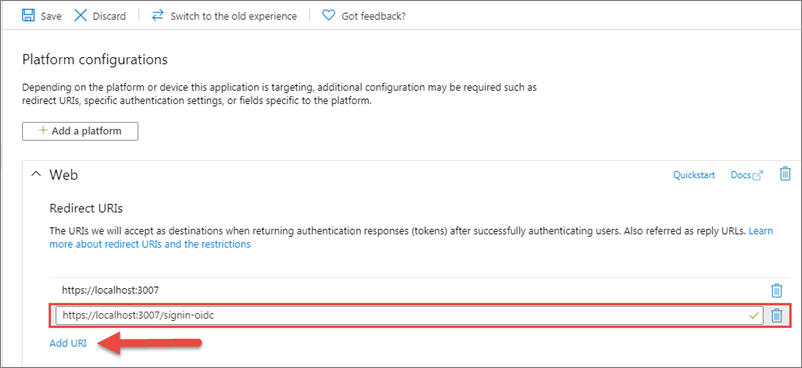 Save Discard Switch to the old experience Got feedback?
Platform configurations
Depending on the platform or device this application is targeting, additional configuration may be required such as
redirect URIs, specific authentication settings, or fields specific to the platform.
+ Add a platform
Web Quickstart Docs
Redirect URIs
The URIs we will accept as destinations when returning authentication responses (tokens) after successfully authenticating users. Also referred as reply URLs. Learn
more about redirect URIs and the restrictions
https://localhost:3007
https://localhost:3007/signin-oidc
Add URI